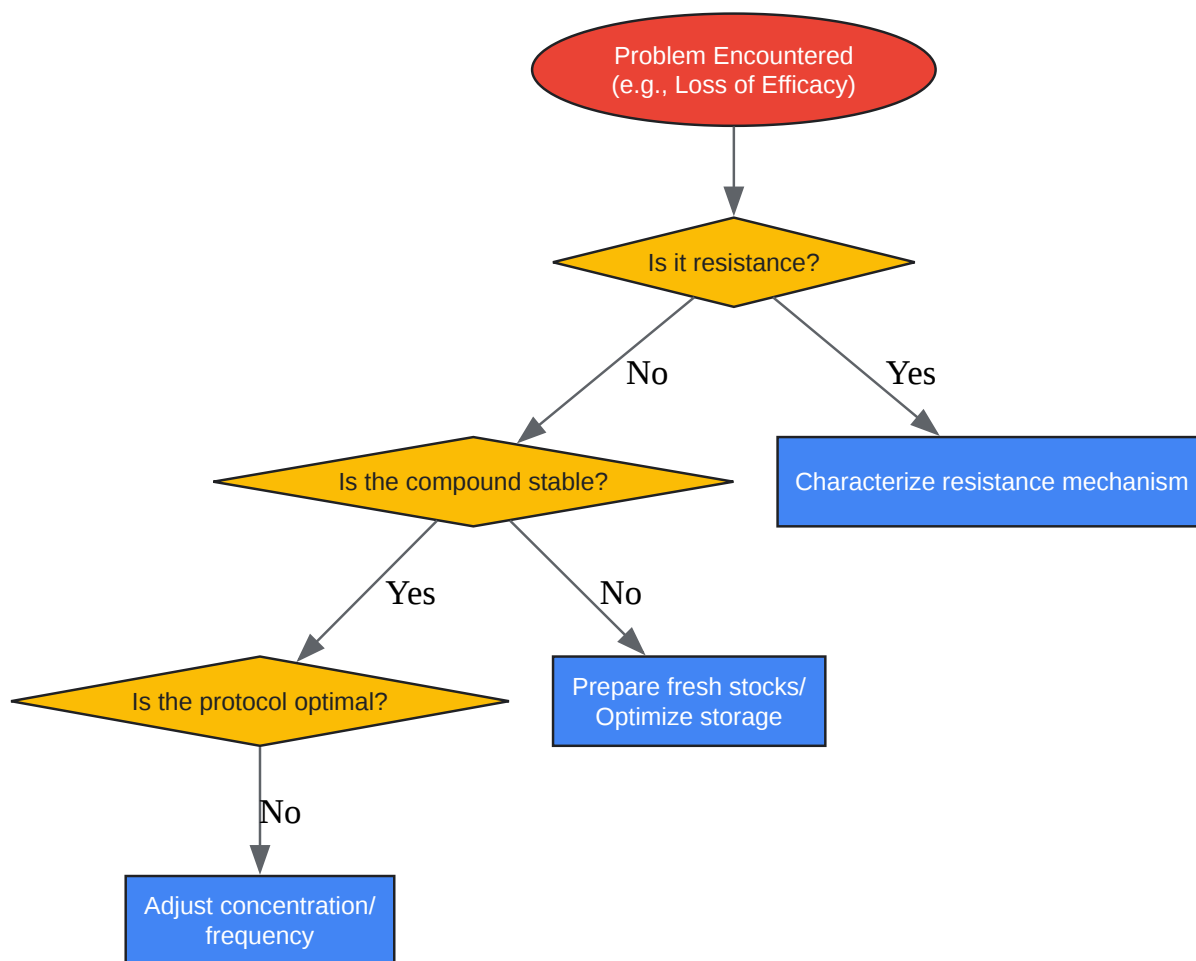 Problem Encountered
(e.g., Loss of Efficacy)
Is it resistance?
No
Yes
Is the compound stable?
Characterize resistance mechanism
Yes
No
Is the protocol optimal?
Prepare fresh stocks/
Optimize storage
No
Adjust concentration/
frequency